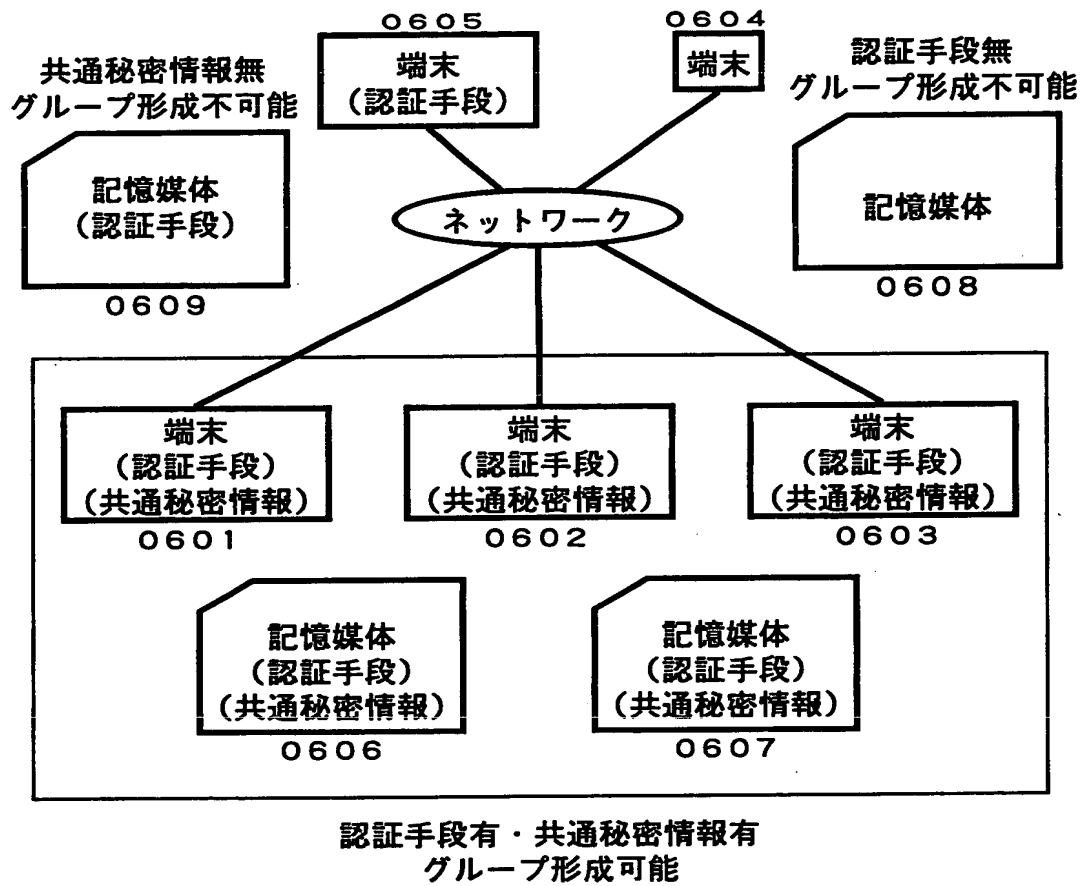 0605
0604
共通秘密情報無
グループ形成不可能
端末
(認証手段)
端末
認証手段無
グループ形成不可能
記憶媒体
(認証手段)
0609
ネットワーク
記憶媒体
0608
端末
(認証手段)
(共通秘密情報)
0601
端末
(認証手段)
(共通秘密情報)
0602
端末
(認証手段)
(共通秘密情報)
0603
記憶媒体
(認証手段)
(共通秘密情報)
0606
記憶媒体
(認証手段)
(共通秘密情報)
0607
認証手段有・共通秘密情報有
グループ形成可能